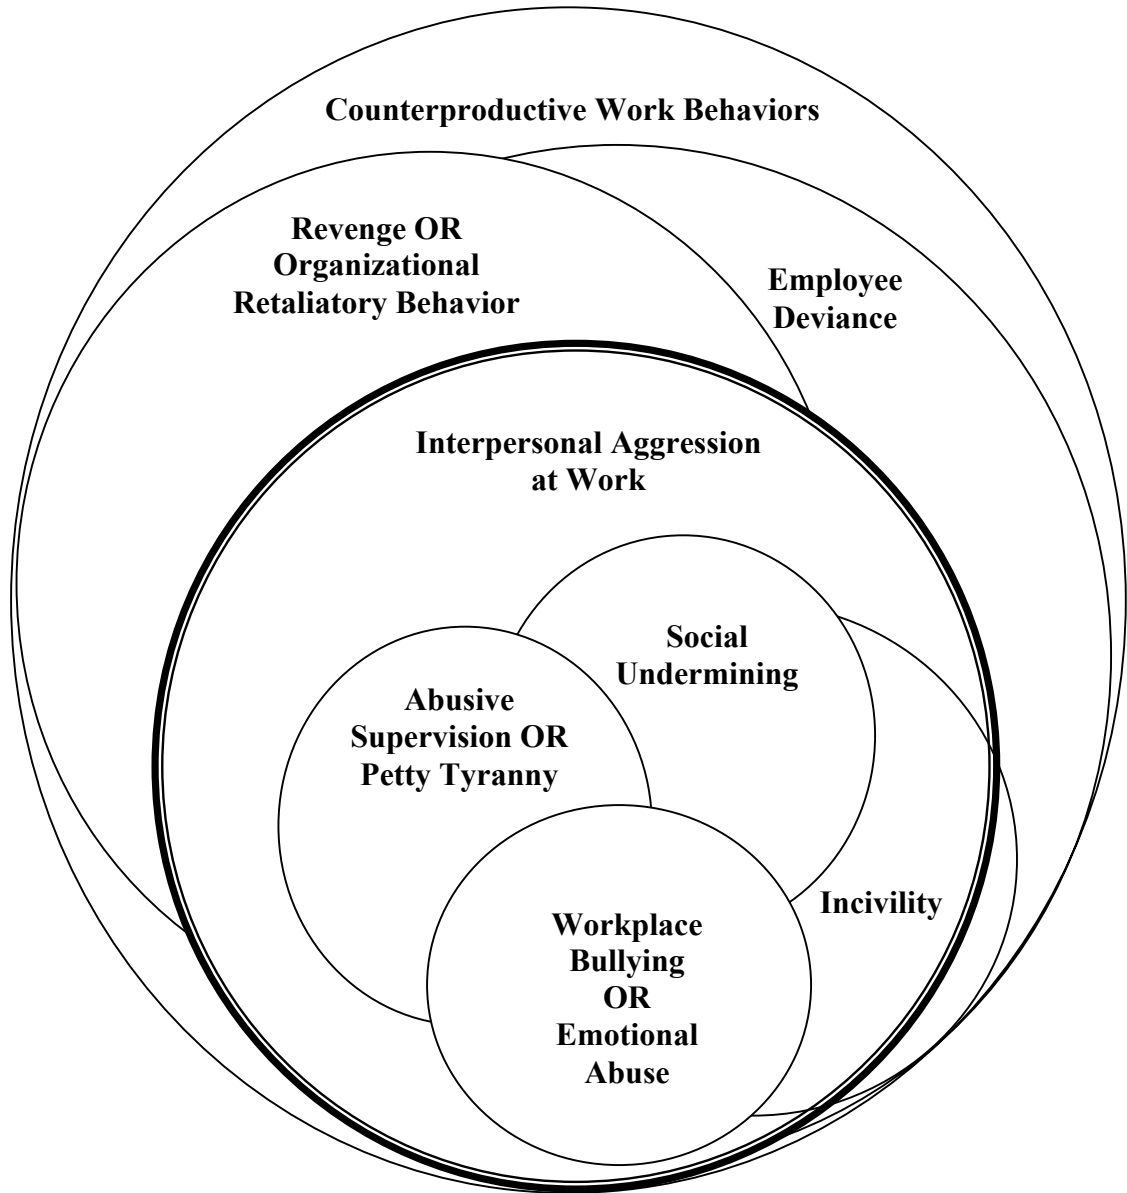 Counterproductive Work Behaviors
Revenge OR
Organizational
Retaliatory Behavior
Employee
Deviance
Interpersonal Aggression
at Work
Social
Undermining
Abusive
Supervision OR
Petty Tyranny
Incivility
Workplace
Bullying
OR
Emotional
Abuse